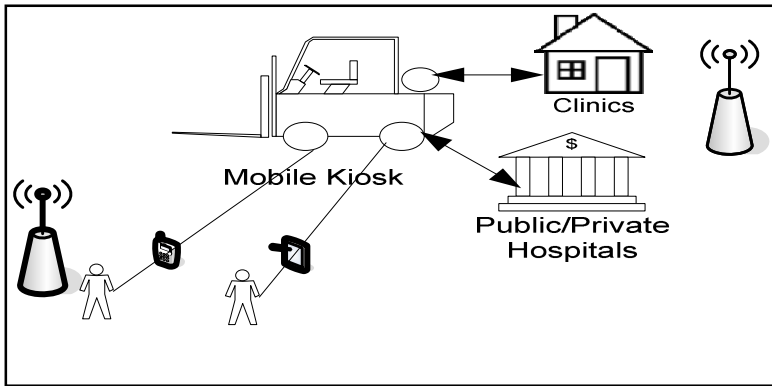 Clinics
$
Mobile Kiosk
Public/Private
Hospitals